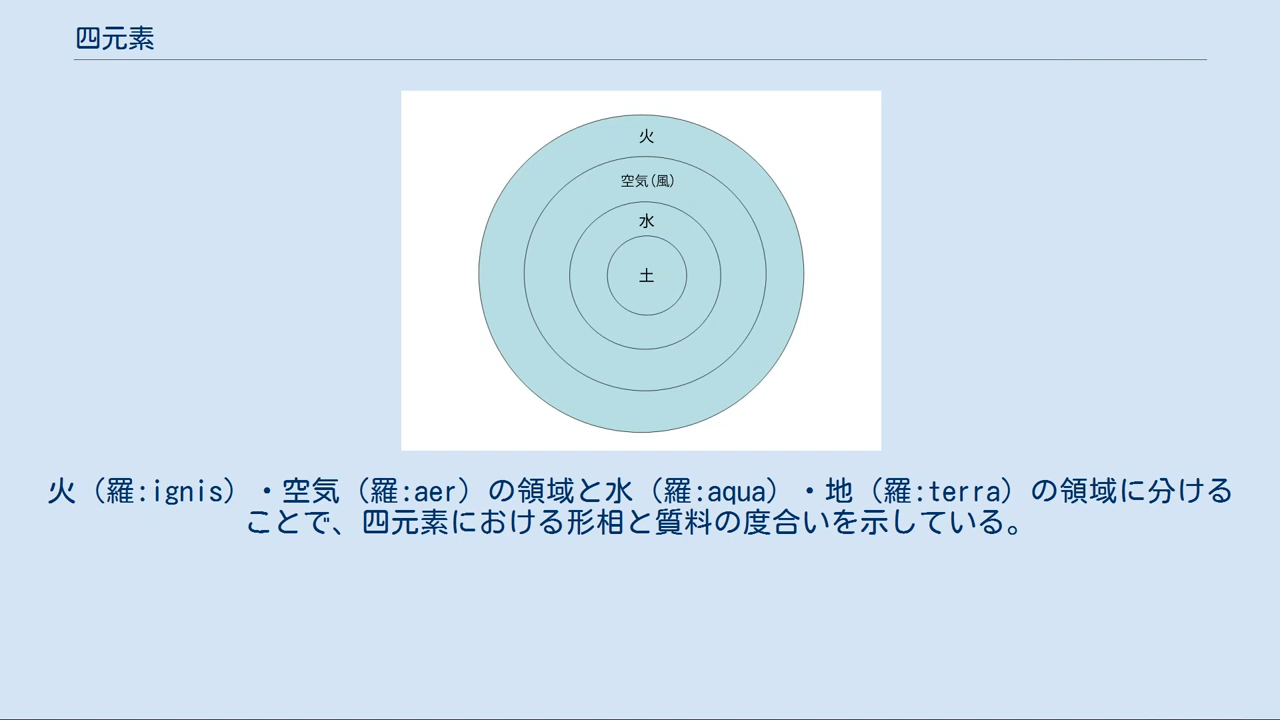 四元素
火
空気(風)
水
土
火（羅:ignis）・空気（羅:aer）の領域と水（羅:aqua）・地（羅:terra）の領域に分ける
ことで、四元素における形相と質料の度合いを示している。